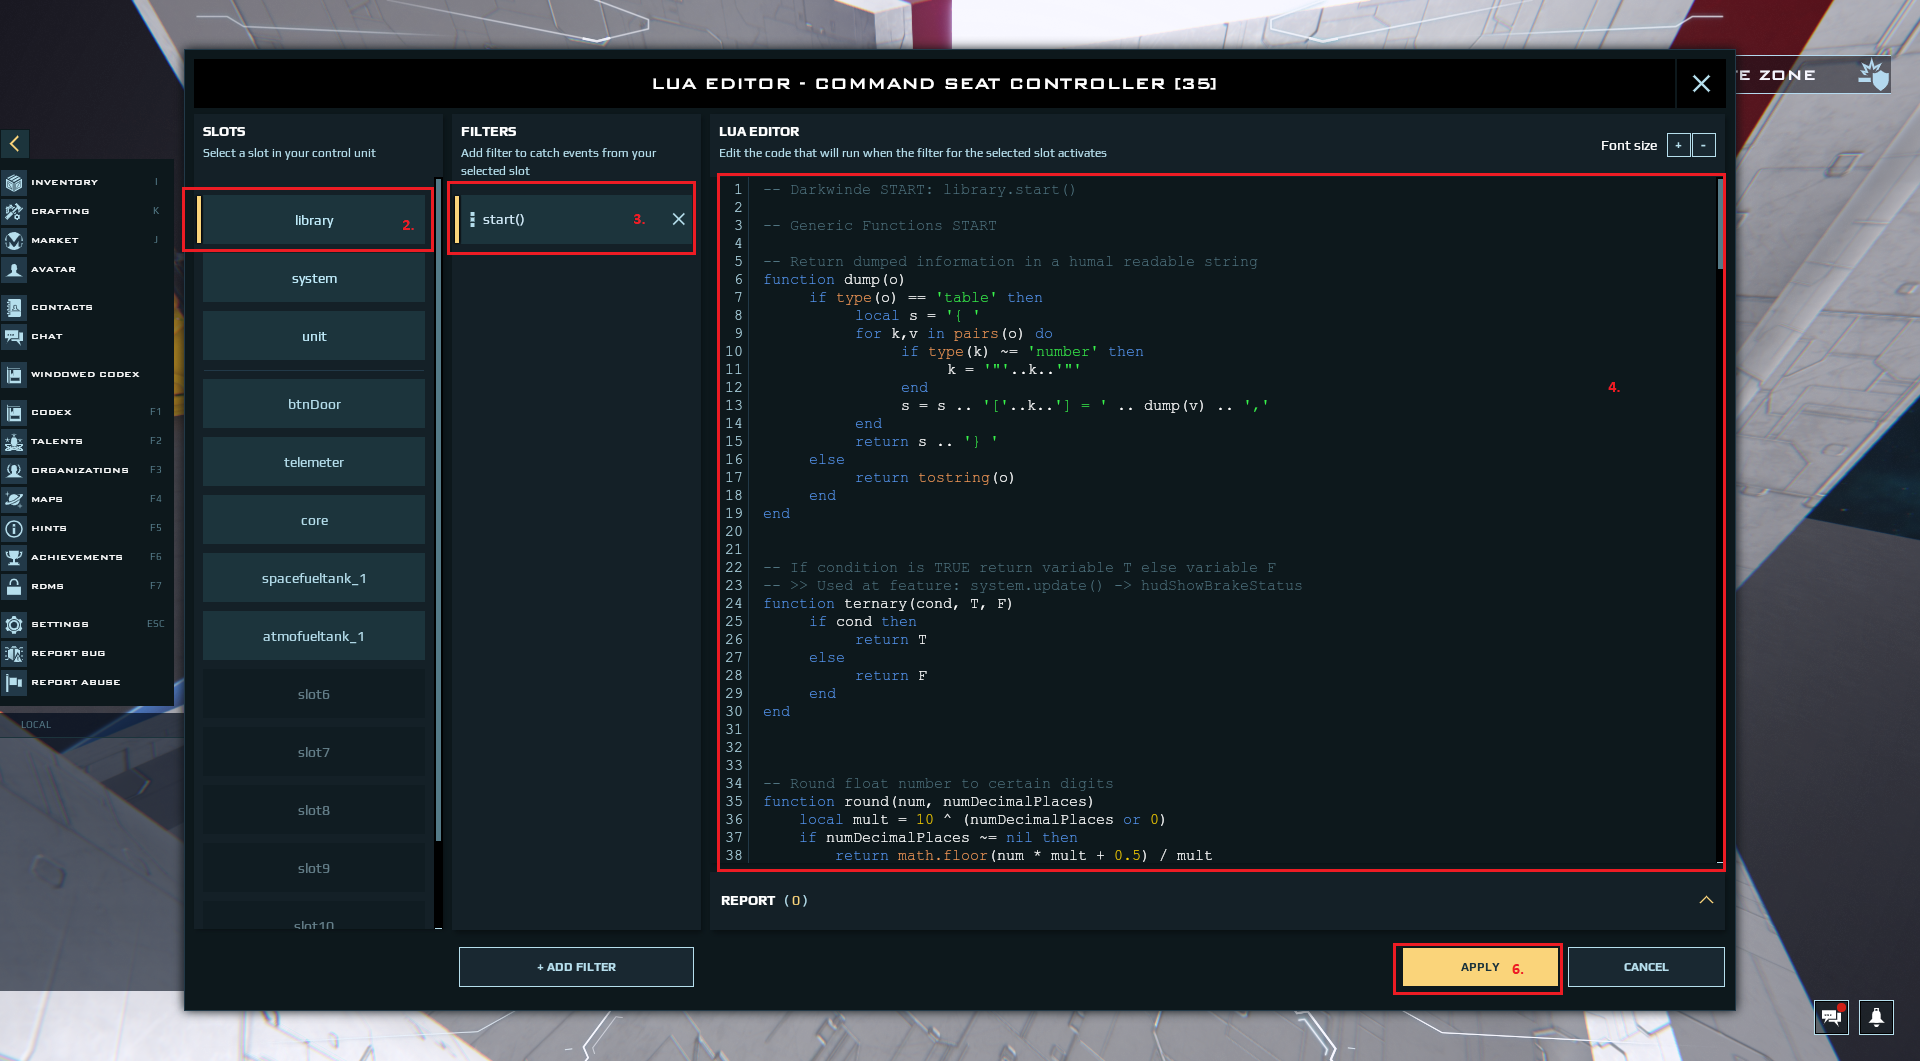 LUA EDITOR - COMMAND SEAT CONTROLLER [35]
E ZONE
INVENTORY I
CRAFTING K
MARKET J
AVATAR
CONTACTS
CHAT
WINDOWED CODEX
CODEX F1
TALENTS F2
ORGANIZATIONS F3
MAPS F4
HINTS F5
ACHIEVEMENTS F6
RDMS F7
SETTINGS ESC
REPORT BUG
REPORT ABUSE
LOCAL
SLOTS
Select a slot in your control unit
library 2.
system
unit
btnDoor
telemeter
core
spacefueltank_1
atmofueltank_1
slot6
slot7
slot8
slot9
slot10
FILTERS
Add filter to catch events from your
selected slot
start() 3.
+ ADD FILTER
LUA EDITOR
Edit the code that will run when the filter for the selected slot activates
Font size + -
1 -- Darkwinde START: library.start()
2
3 -- Generic Functions START
4
5 -- Return dumped information in a humal readable string
6 function dump(o)
7 if type(o) == 'table' then
8 local s = '{ '
9 for k,v in pairs(o) do
10 if type(k) ~= 'number' then
11 k = '"'..k..'"'
12 end
4.
13 s = s .. '['..k..'] = ' .. dump(v) .. ','
14 end
15 return s .. '} '
16 else
17 return tostring(o)
18 end
19 end
20
21
22 -- If condition is TRUE return variable T else variable F
23 -- >> Used at feature: system.update() -> hudShowBrakeStatus
24 function ternary(cond, T, F)
25 if cond then
26 return T
27 else
28 return F
29 end
30 end
31
32
33
34 -- Round float number to certain digits
35 function round(num, numDecimalPlaces)
36 local mult = 10 ^ (numDecimalPlaces or 0)
37 if numDecimalPlaces ~= nil then
38 return math.floor(num * mult + 0.5) / mult
REPORT (0)
APPLY 6.
CANCEL